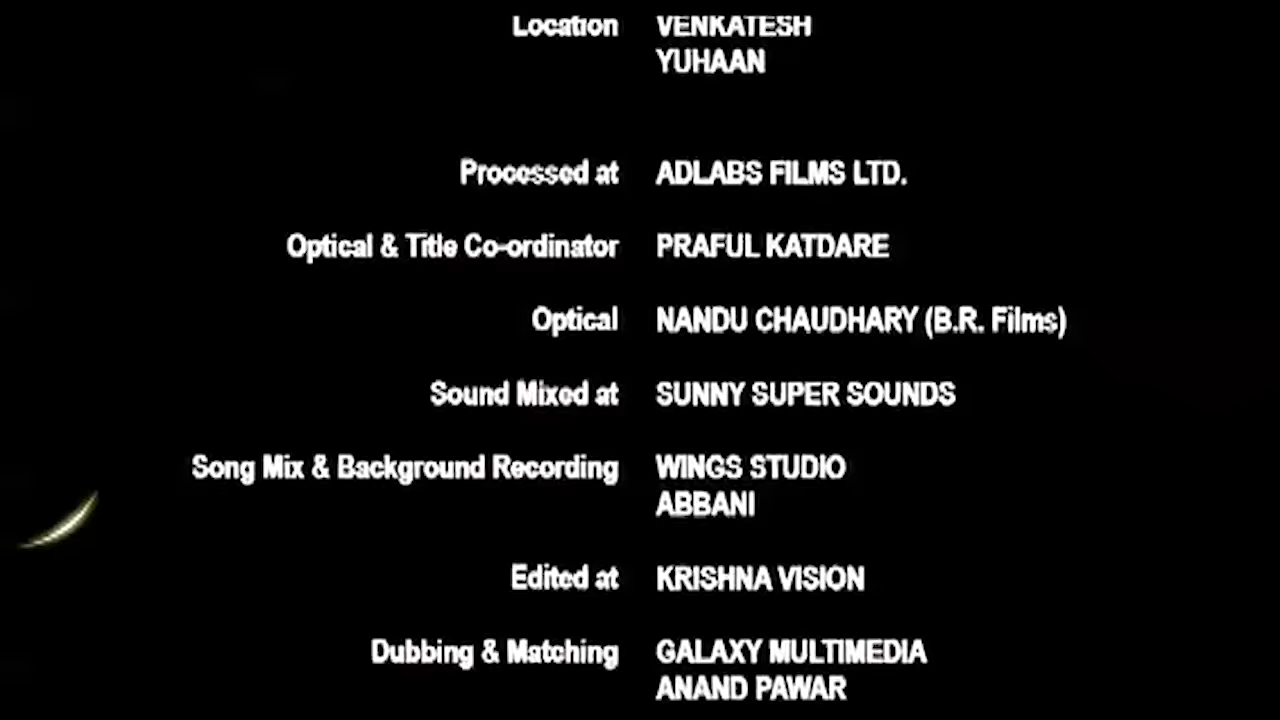 Location VENKATESH
YUHAAN
Processed at ADLABS FILMS LTD.
Optical & Title Co-ordinator PRAFUL KATDARE
Optical NANDU CHAUDHARY (B.R. Films)
Sound Mixed at SUNNY SUPER SOUNDS
Song Mix & Background Recording WINGS STUDIO
ABBANI
Edited at KRISHNA VISION
Dubbing & Matching GALAXY MULTIMEDIA
ANAND PAWAR